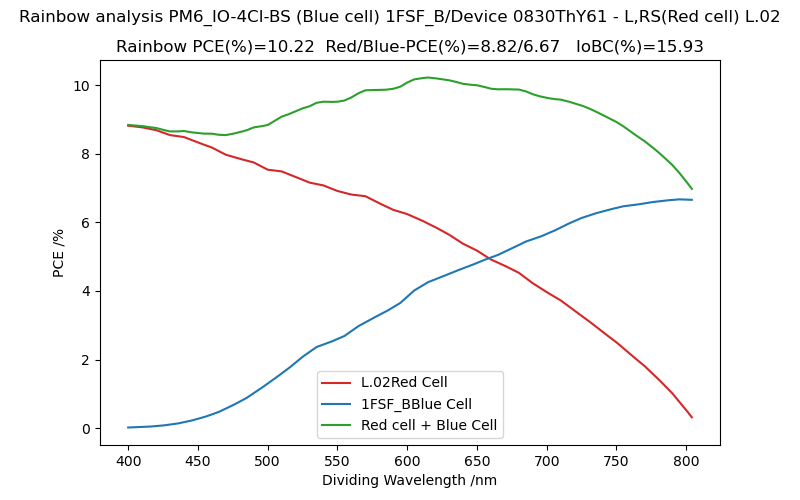 Rainbow analysis PM6_IO-4Cl-BS (Blue cell) 1FSF_B/Device 0830ThY61 - L,RS(Red cell) L.02
Rainbow PCE(%)=10.22  Red/Blue-PCE(%)=8.82/6.67   IoBC(%)=15.93
PCE /%
10
8
6
4
2
0
L.02Red Cell
1FSF_BBlue Cell
Red cell + Blue Cell
400 450 500 550 600 650 700 750 800
Dividing Wavelength /nm